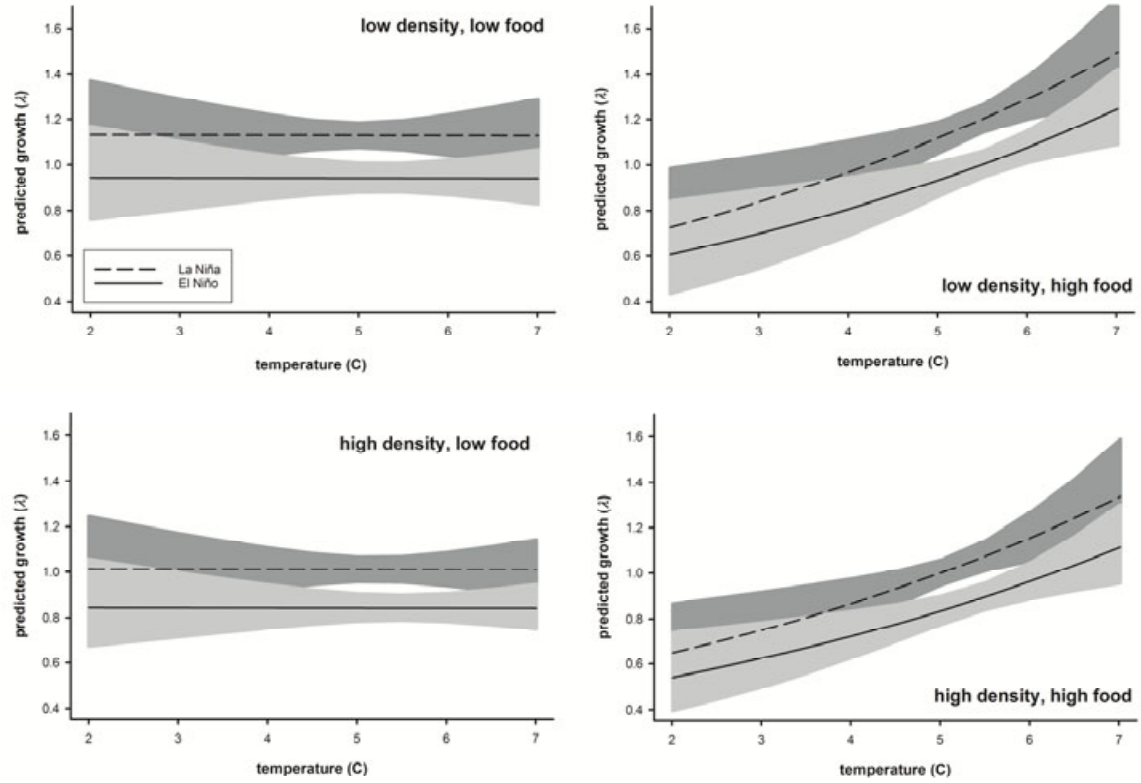 low density, low food
predicted growth (λ)
1.6
1.4
1.2
1.0
0.8
0.6
0.4
La Niña
El Niño
2 3 4 5 6 7
temperature (C)
predicted growth (λ)
1.6
1.4
1.2
1.0
0.8
0.6
0.4
low density, high food
2 3 4 5 6 7
temperature (C)
high density, low food
predicted growth (λ)
1.6
1.4
1.2
1.0
0.8
0.6
0.4
2 3 4 5 6 7
temperature (C)
predicted growth (λ)
1.6
1.4
1.2
1.0
0.8
0.6
0.4
high density, high food
2 3 4 5 6 7
temperature (C)